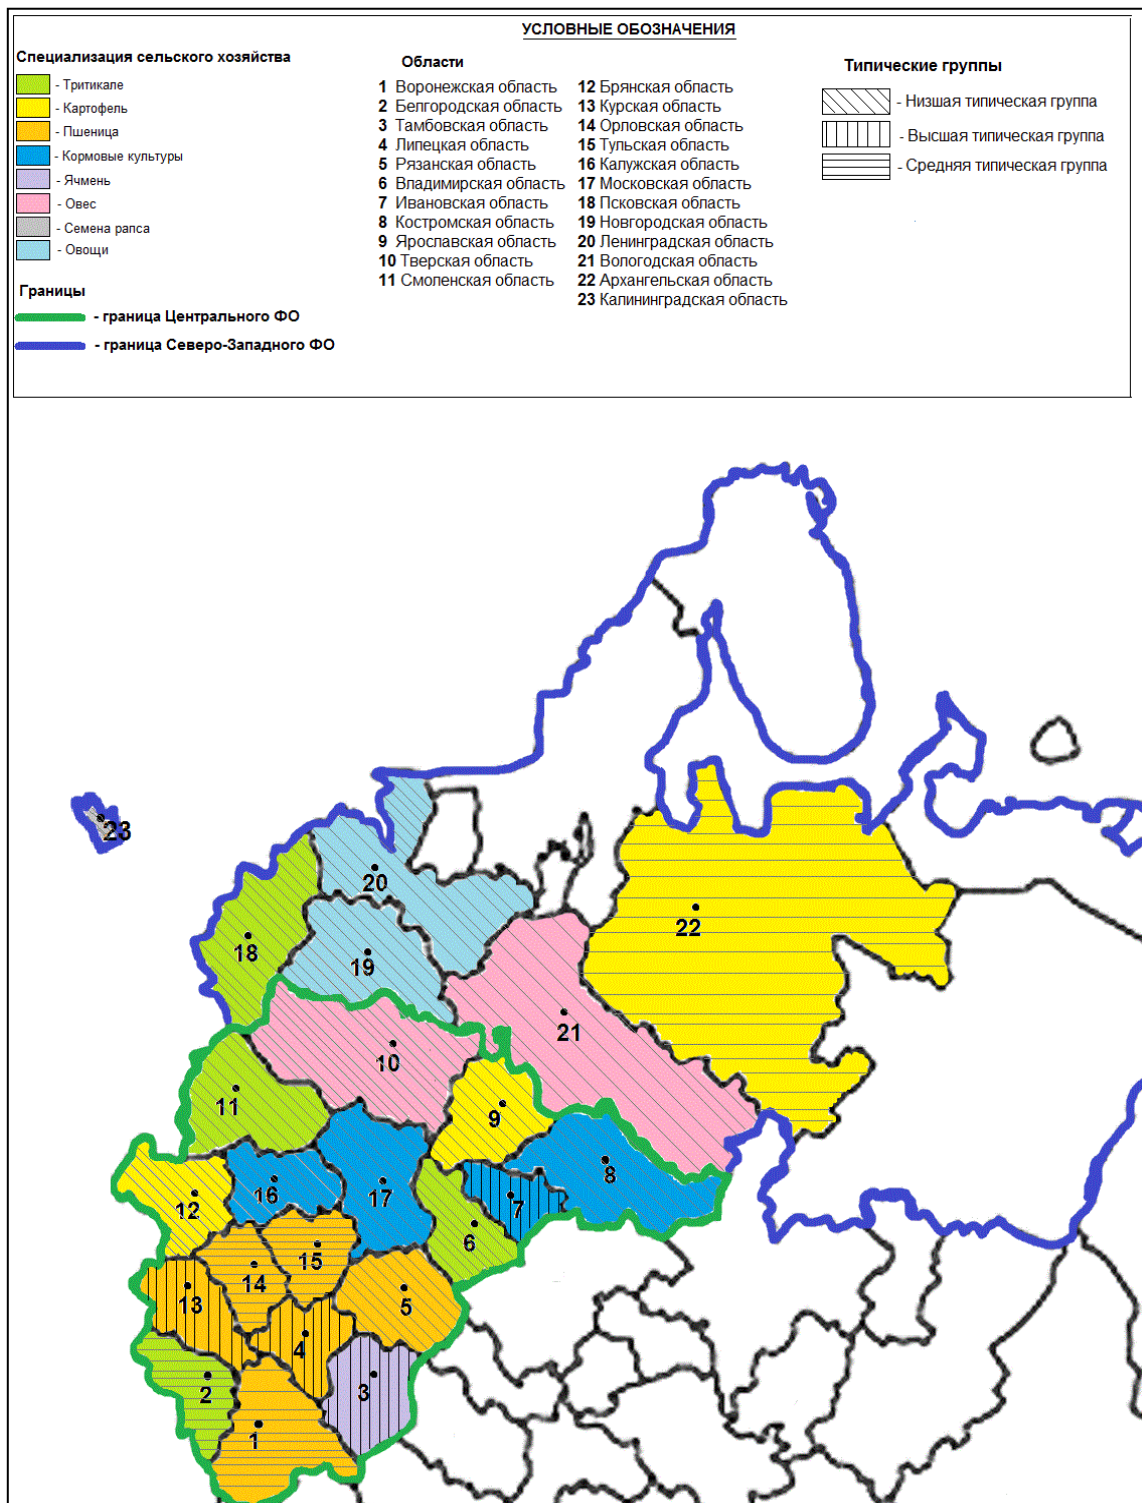 УСЛОВНЫЕ ОБОЗНАЧЕНИЯ
Специализация сельского хозяйства
- Тритикале
- Картофель
- Пшеница
- Кормовые культуры
- Ячмень
- Овес
- Семена рапса
- Овощи
Границы
- граница Центрального ФО
- граница Северо-Западного ФО
Области
1 Воронежская область
2 Белгородская область
3 Тамбовская область
4 Липецкая область
5 Рязанская область
6 Владимирская область
7 Ивановская область
8 Костромская область
9 Ярославская область
10 Тверская область
11 Смоленская область
12 Брянская область
13 Курская область
14 Орловская область
15 Тульская область
16 Калужская область
17 Московская область
18 Псковская область
19 Новгородская область
20 Ленинградская область
21 Вологодская область
22 Архангельская область
23 Калининградская область
Типические группы
- Низшая типическая группа
- Высшая типическая группа
- Средняя типическая группа
23
20
18
19
22
21
10
11
9
8
16
17
12
7
6
15
14
13
5
4
2
3
1